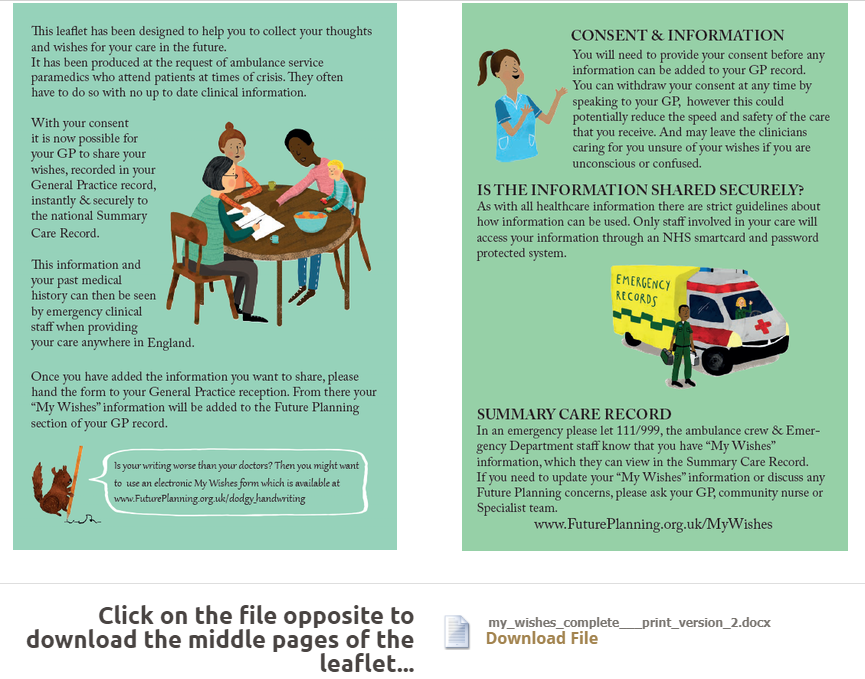 This leaflet has been designed to help you to collect your thoughts
and wishes for your care in the future.
It has been produced at the request of ambulance service
paramedics who attend patients at times of crisis. They often
have to do so with no up to date clinical information.
With your consent
it is now possible for
your GP to share your
wishes, recorded in your
General Practice record,
instantly & securely to
the national Summary
Care Record.
This information and
your past medical
history can then be seen
by emergency clinical
staff when providing
your care anywhere in England.
Once you have added the information you want to share, please
hand the form to your General Practice reception. From there your
“My Wishes” information will be added to the Future Planning
section of your GP record.
Is your writing worse than your doctors? Then you might want
to use an electronic My Wishes form which is available at
www.FuturePlanning.org.uk/dodgy_handwriting
CONSENT & INFORMATION
You will need to provide your consent before any
information can be added to your GP record.
You can withdraw your consent at any time by
speaking to your GP, however this could
potentially reduce the speed and safety of the care
that you receive. And may leave the clinicians
caring for you unsure of your wishes if you are
unconscious or confused.
IS THE INFORMATION SHARED SECURELY?
As with all healthcare information there are strict guidelines about
how information can be used. Only staff involved in your care will
access your information through an NHS smartcard and password
protected system.
EMERGENCY
RECORDS
SUMMARY CARE RECORD
In an emergency please let 111/999, the ambulance crew & Emer-
gency Department staff know that you have “My Wishes”
information, which they can view in the Summary Care Record.
If you need to update your “My Wishes” information or discuss any
Future Planning concerns, please ask your GP, community nurse or
Specialist team.
www.FuturePlanning.org.uk/MyWishes
Click on the file opposite to
download the middle pages of the
leaflet...
my_wishes_complete___print_version_2.docx
Download File